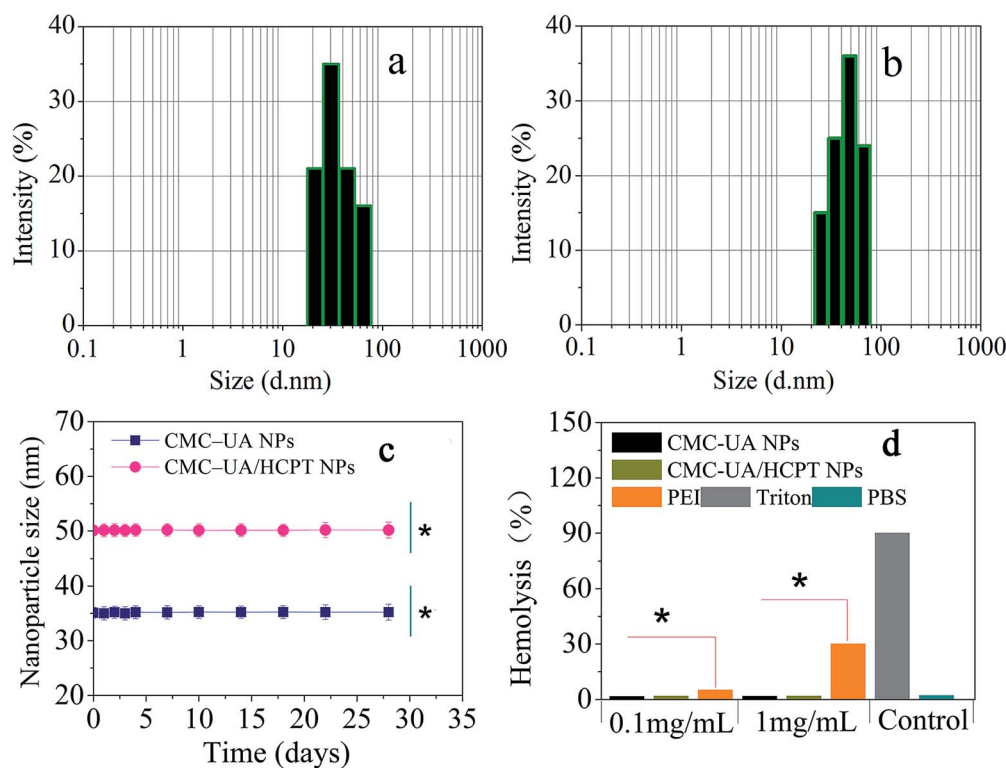 40
30
20
10
0
Intensity (%)
a
0.1 1 10 100 1000
Size (d.nm)
40
30
20
10
0
Intensity (%)
b
0.1 1 10 100 1000
Size (d.nm)
70
60
50
40
30
20
Nanoparticle size (nm)
CMC–UA NPs
CMC–UA/HCPT NPs
c
*
*
0 5 10 15 20 25 30 35
Time (days)
150
120
90
60
30
0
Hemolysis (%)
d
CMC-UA NPs
CMC-UA/HCPT NPs
PEI Triton PBS
*
*
0.1mg/mL 1mg/mL Control